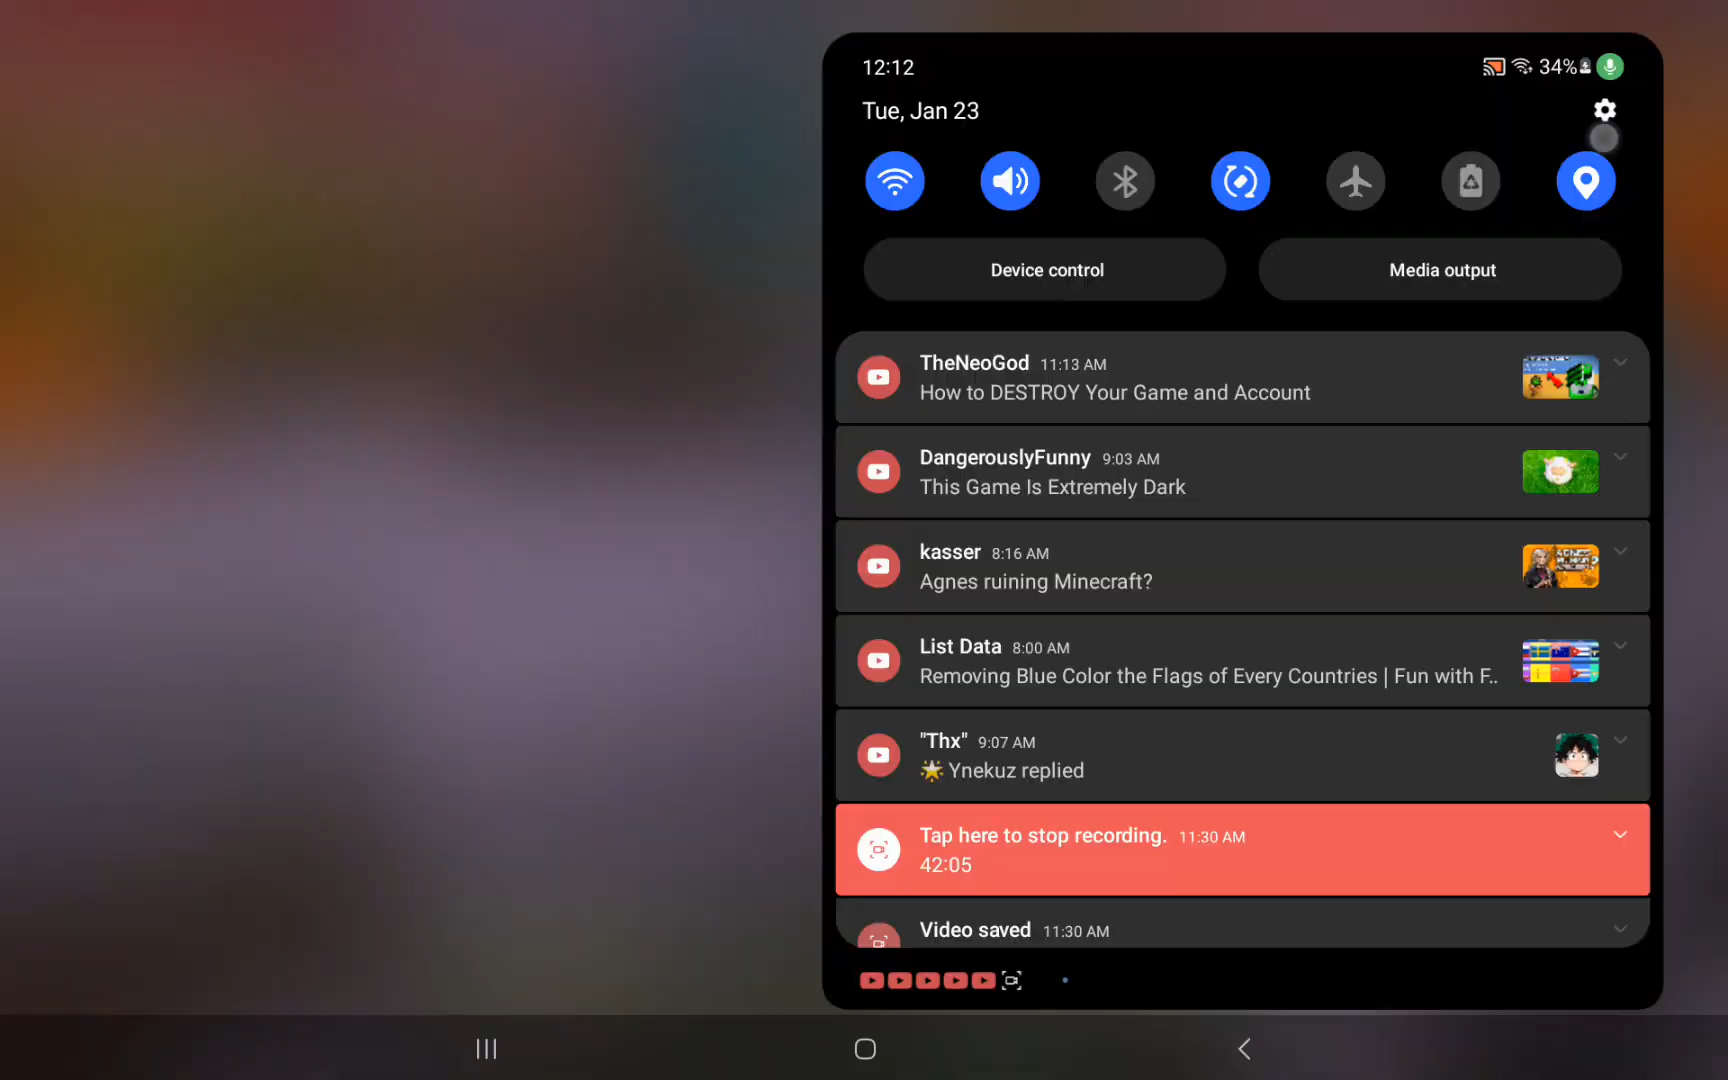 12:12
34%
Tue, Jan 23
Device control
Media output
TheNeoGod 11:13 AM
How to DESTROY Your Game and Account
DangerouslyFunny 9:03 AM
This Game Is Extremely Dark
kasser 8:16 AM
Agnes ruining Minecraft?
List Data 8:00 AM
Removing Blue Color the Flags of Every Countries | Fun with F..
"Thx" 9:07 AM
🌟 Ynekuz replied
Tap here to stop recording. 11:30 AM
42:05
Video saved 11:30 AM